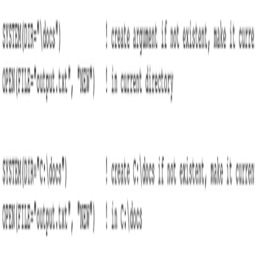 SYSTEM(DIR="\docs") ! create argument if not existent, make it curre
OPEN(FILE="output.txt", "NEW") ! in current directory
SYSTEM(DIR="C:\docs") ! create C:\docs if not existent, make it curren
OPEN(FILE="output.txt", "NEW") ! in C:\docs